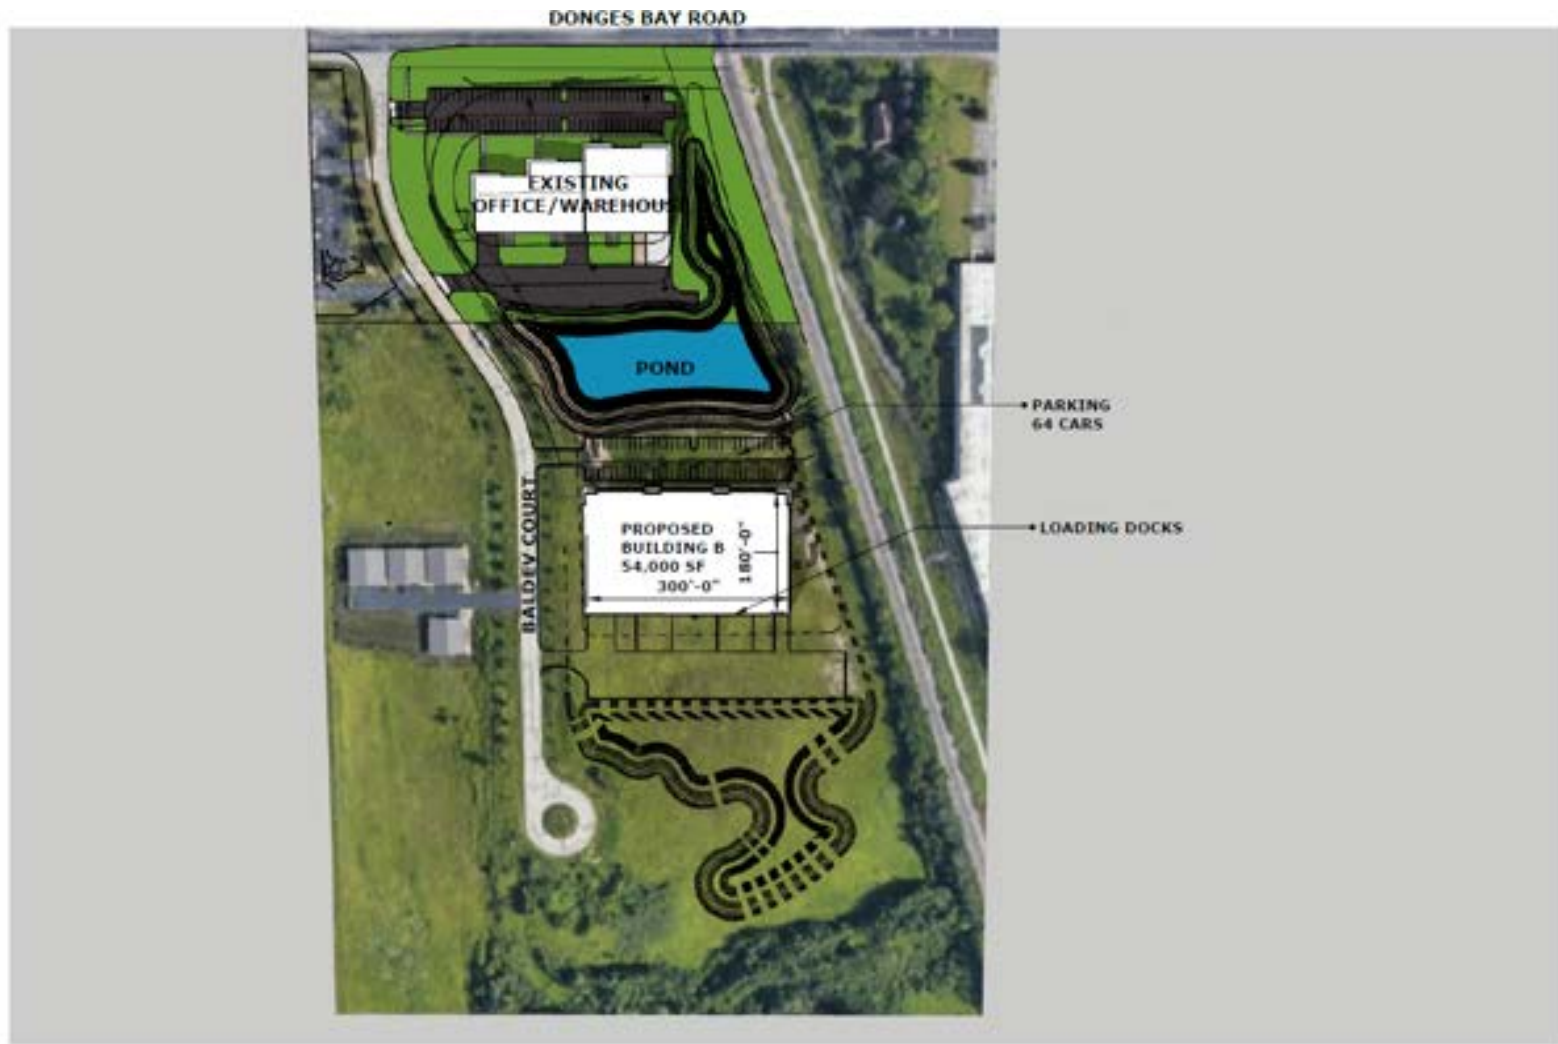 DONGES BAY ROAD
EXISTING
OFFICE/WAREHOUS
POND
PARKING
64 CARS
BALDEV COURT
PROPOSED
BUILDING B
54,000 SF
300'-0"
180'-0"
LOADING DOCKS